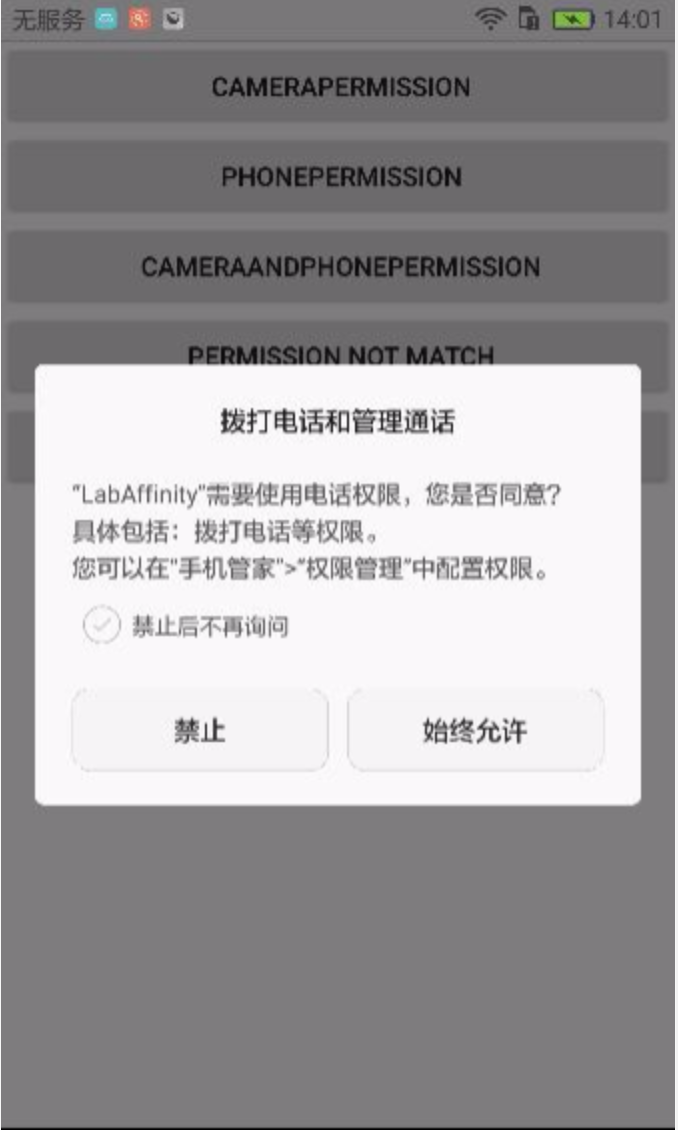 无服务 14:01
CAMERAPERMISSION
PHONEPERMISSION
CAMERAANDPHONEPERMISSION
PERMISSION NOT MATCH
拨打电话和管理通话
“LabAffinity”需要使用电话权限，您是否同意？
具体包括：拨打电话等权限。
您可以在"手机管家">"权限管理"中配置权限。
禁止后不再询问
禁止 始终允许